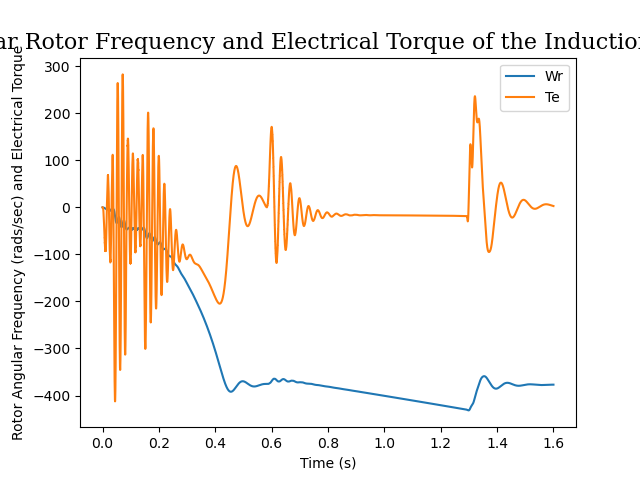 ar Rotor Frequency and Electrical Torque of the Induction
Rotor Angular Frequency (rads/sec) and Electrical Torque
300
200
100
0
−100
−200
−300
−400
Wr
Te
0.0 0.2 0.4 0.6 0.8 1.0 1.2 1.4 1.6
Time (s)